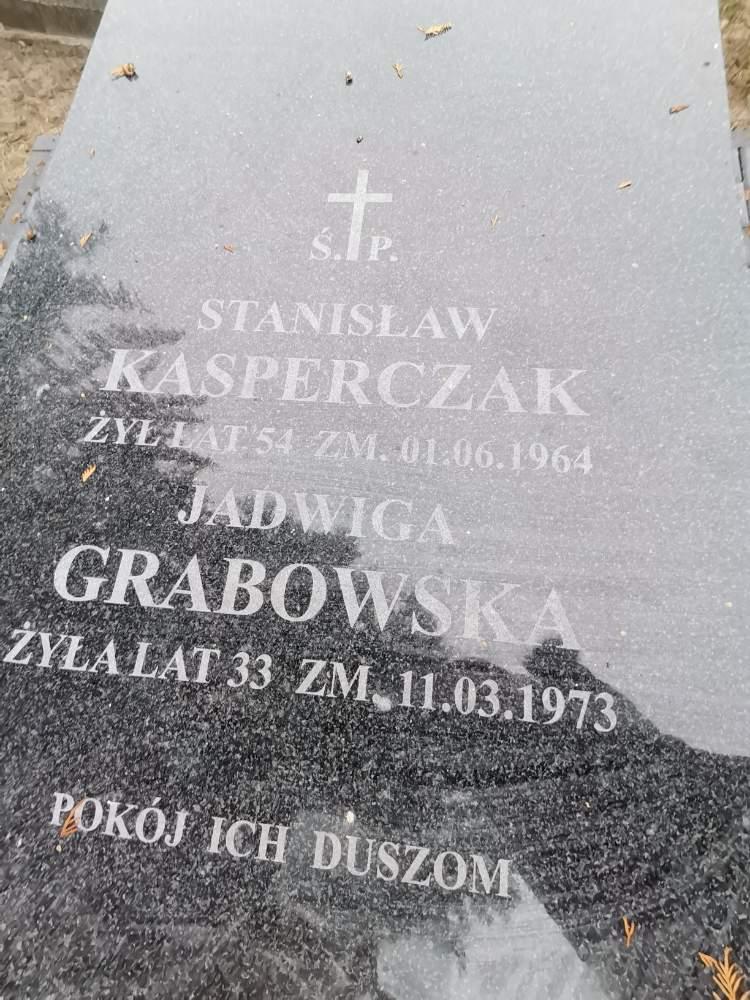 Ś. P.
STANISŁAW
KASPERCZAK
ŻYŁ LAT 54 ZM. 01.06.1964
JADWIGA
GRABOWSKA
ŻYŁA LAT 33 ZM. 11.03.1973
POKÓJ ICH DUSZOM